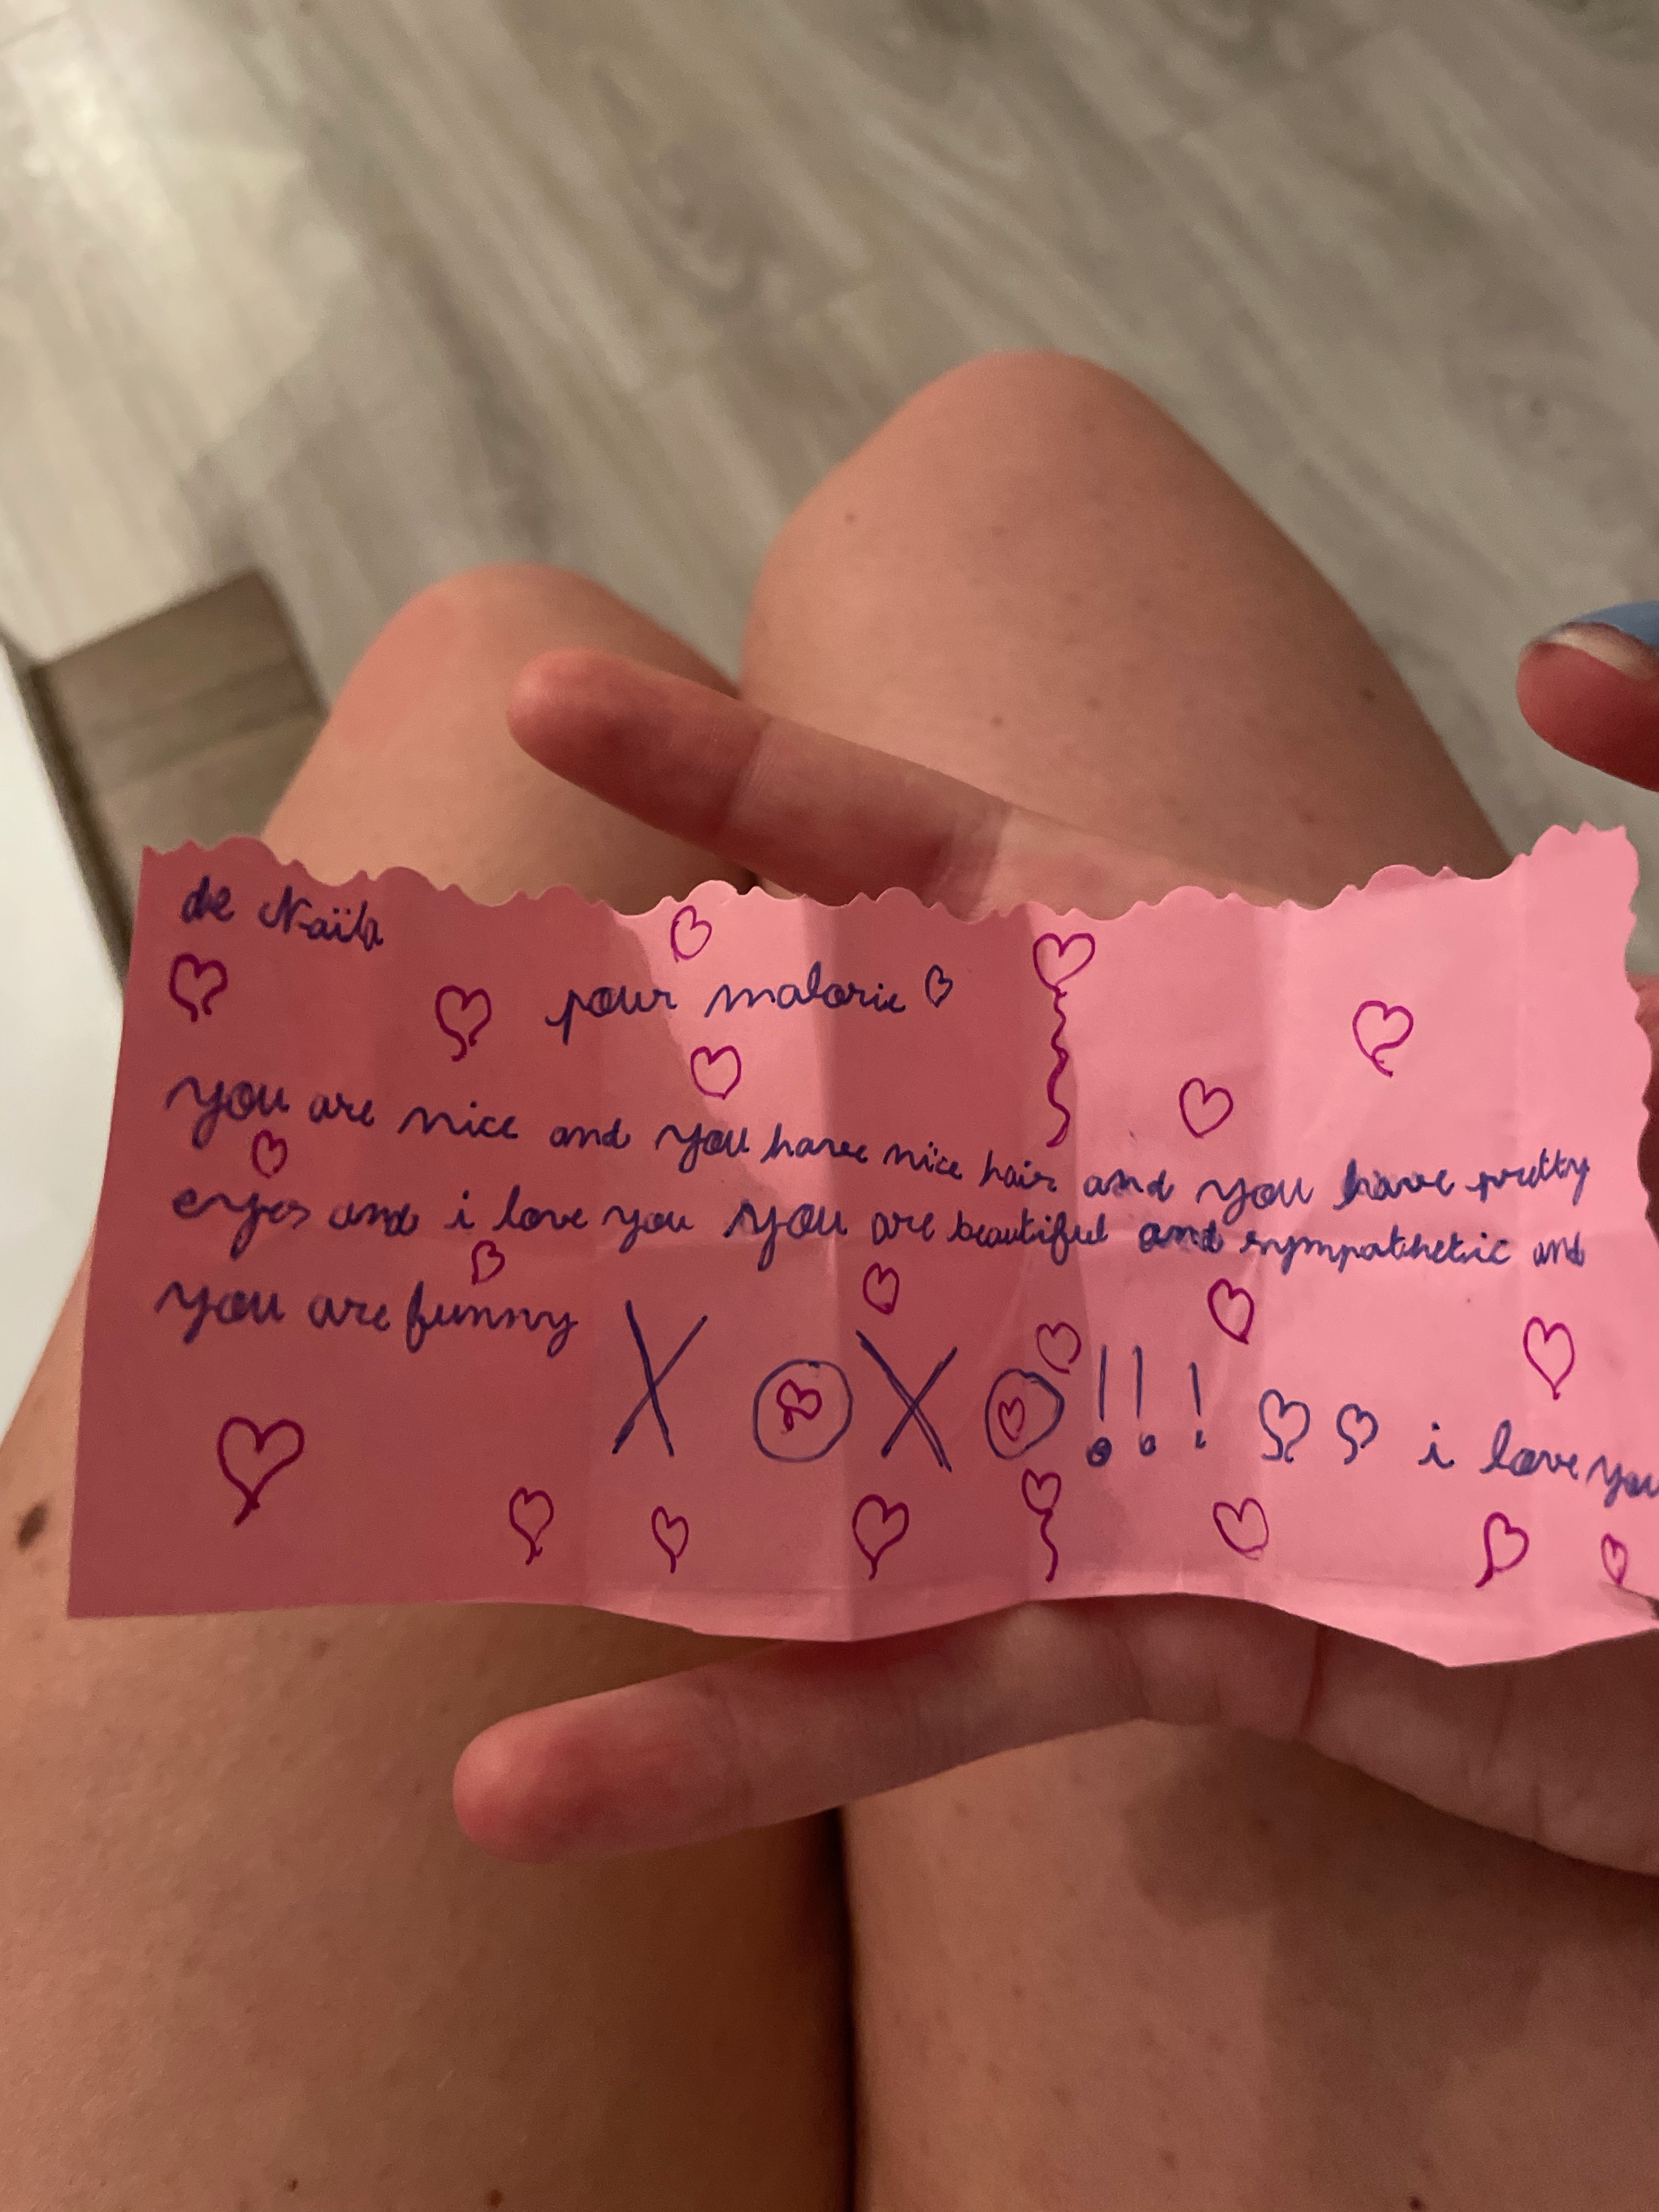 de Naïla
pour malorie
you are nice and you have nice hair and you have pretty
eyes and i love you you are beautiful and sympathetic and
you are funny
X O X O !!! i love you